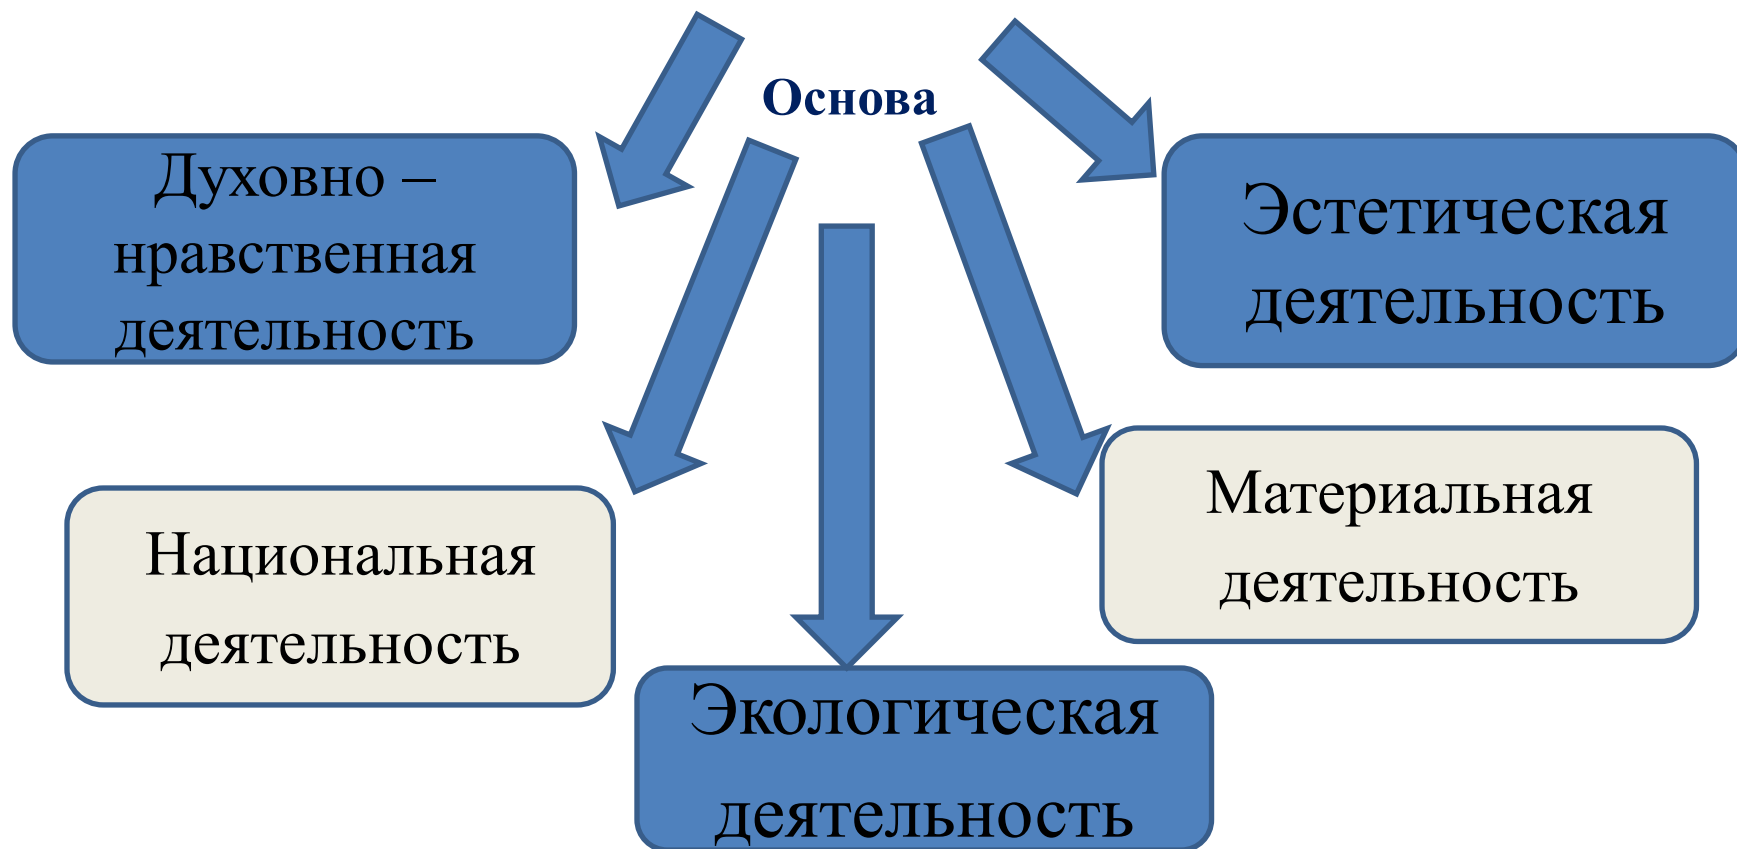 Основа
Духовно –
нравственная
деятельность
Эстетическая
деятельность
Национальная
деятельность
Материальная
деятельность
Экологическая
деятельность